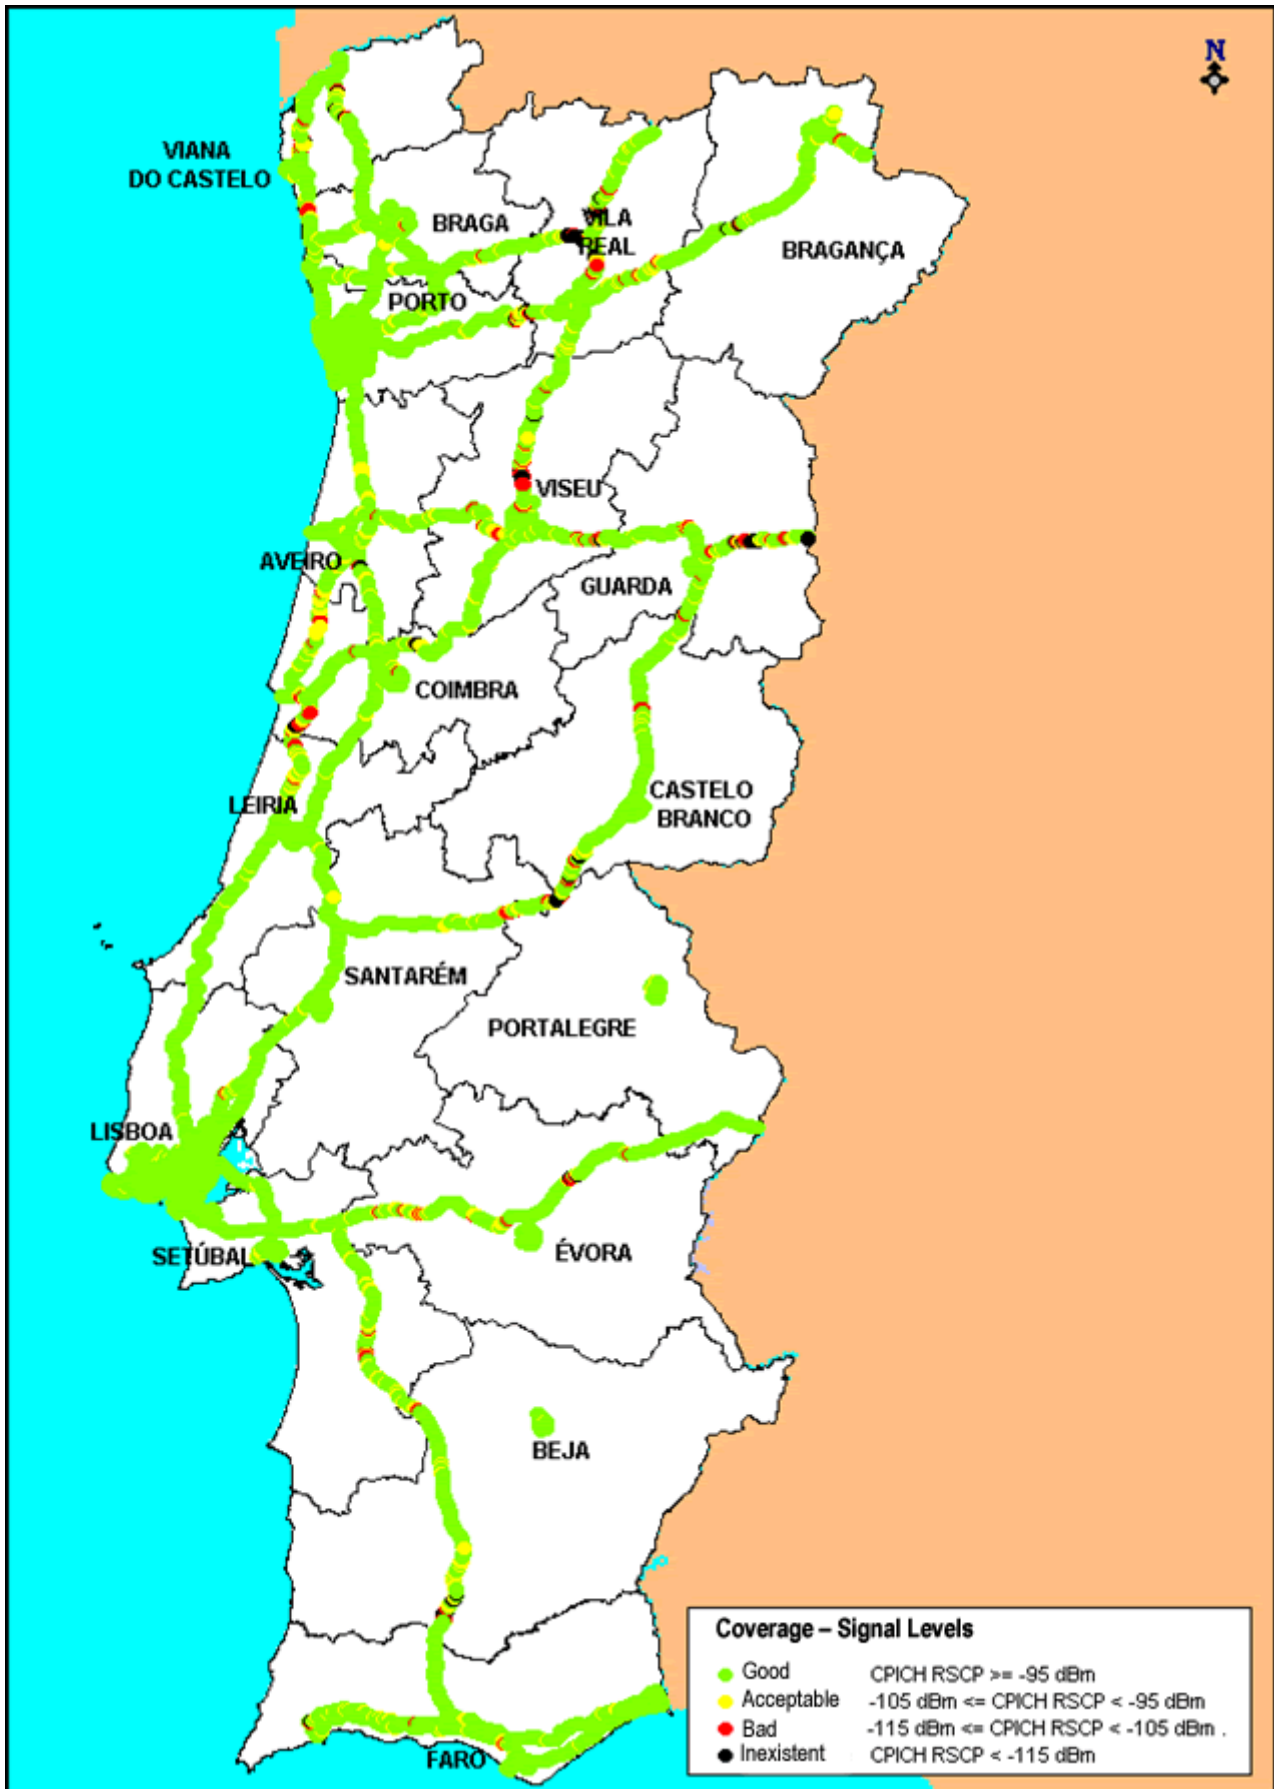 N
VIANA
DO CASTELO
BRAGA
VILA
REAL
BRAGANÇA
PORTO
VISEU
AVEIRO
GUARDA
COIMBRA
CASTELO
BRANCO
LEIRIA
SANTARÉM
PORTALEGRE
LISBOA
SETÚBAL
ÉVORA
BEJA
FARO
Coverage – Signal Levels
Good CPICH RSCP >= -95 dBm
Acceptable -105 dBm <= CPICH RSCP < -95 dBm
Bad -115 dBm <= CPICH RSCP < -105 dBm .
Inexistent CPICH RSCP < -115 dBm